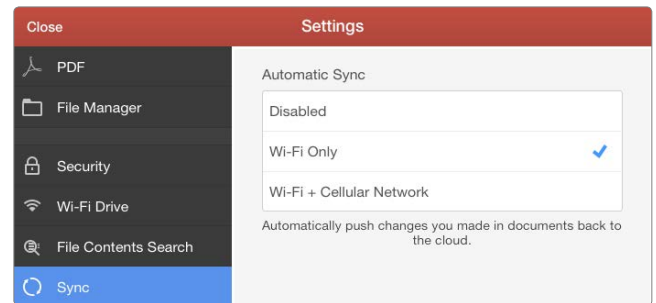 Close
Settings
PDF
File Manager
Security
Wi-Fi Drive
File Contents Search
Sync
Automatic Sync
Disabled
Wi-Fi Only
Wi-Fi + Cellular Network
Automatically push changes you made in documents back to
the cloud.